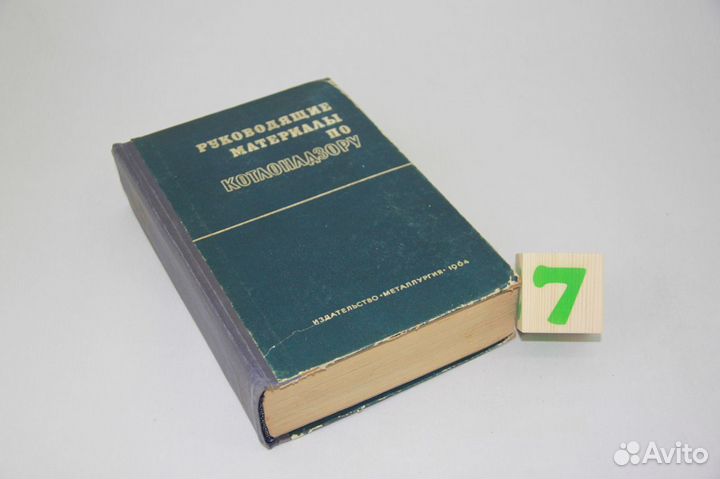 РУКОВОДЯЩИЕ
МАТЕРИАЛЫ
ПО
КОТЛОНАДЗОРУ
ИЗДАТЕЛЬСТВО «МЕТАЛЛУРГИЯ» 1964
7
Avito